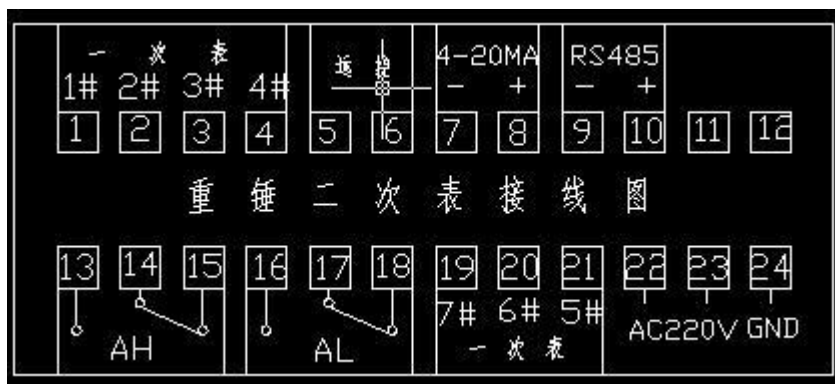 一 次 表 远 控 4-20MA RS485
1# 2# 3# 4# - + - +
1 2 3 4 5 6 7 8 9 10 11 12
重 锤 二 次 表 接 线 图
13 14 15 16 17 18 19 20 21 22 23 24
7# 6# 5#
AH AL 一 次 表 AC220V GND